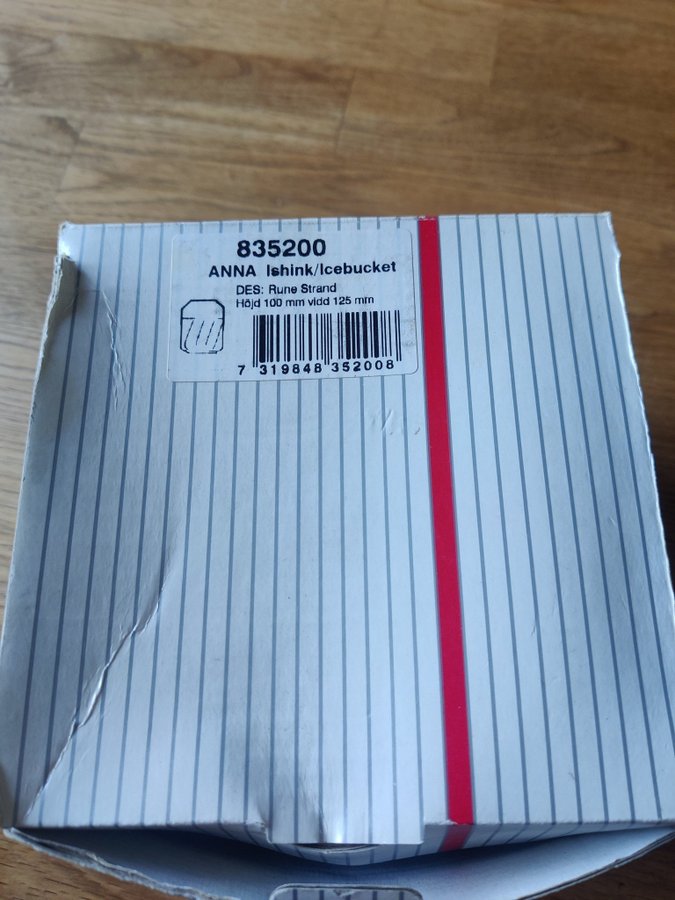 835200
ANNA Ishink/Icebucket
DES: Rune Strand
Höjd 100 mm vidd 125 mm
7 319848 352008